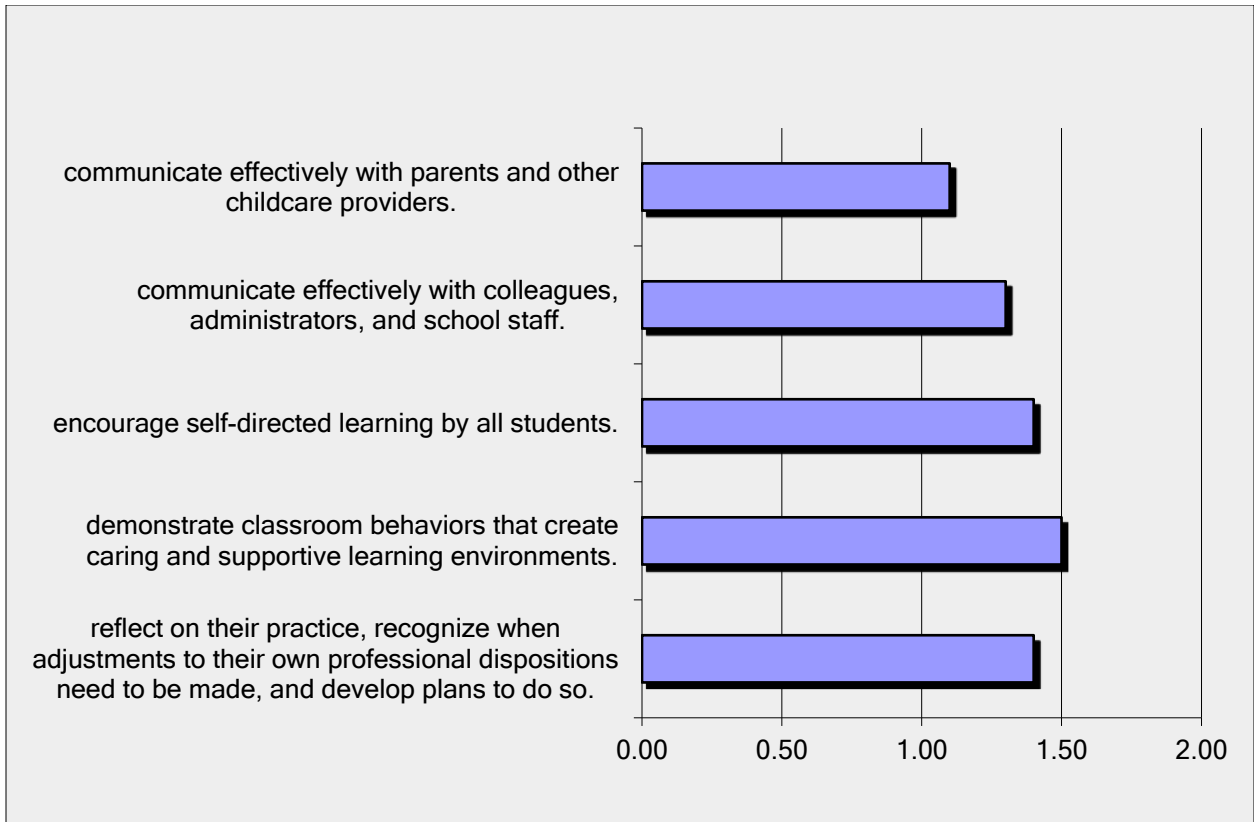 communicate effectively with parents and other
childcare providers.
communicate effectively with colleagues,
administrators, and school staff.
encourage self-directed learning by all students.
demonstrate classroom behaviors that create
caring and supportive learning environments.
reflect on their practice, recognize when
adjustments to their own professional dispositions
need to be made, and develop plans to do so.
0.00 0.50 1.00 1.50 2.00